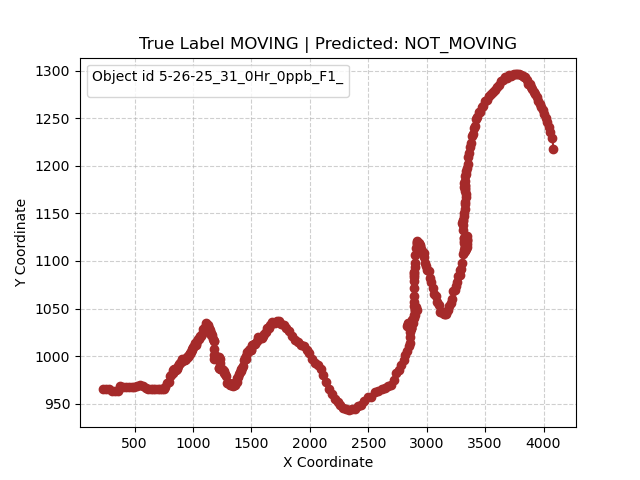 True Label MOVING | Predicted: NOT_MOVING
Object id 5-26-25_31_0Hr_0ppb_F1_
1300
1250
1200
1150
1100
1050
1000
950
Y Coordinate
500 1000 1500 2000 2500 3000 3500 4000
X Coordinate